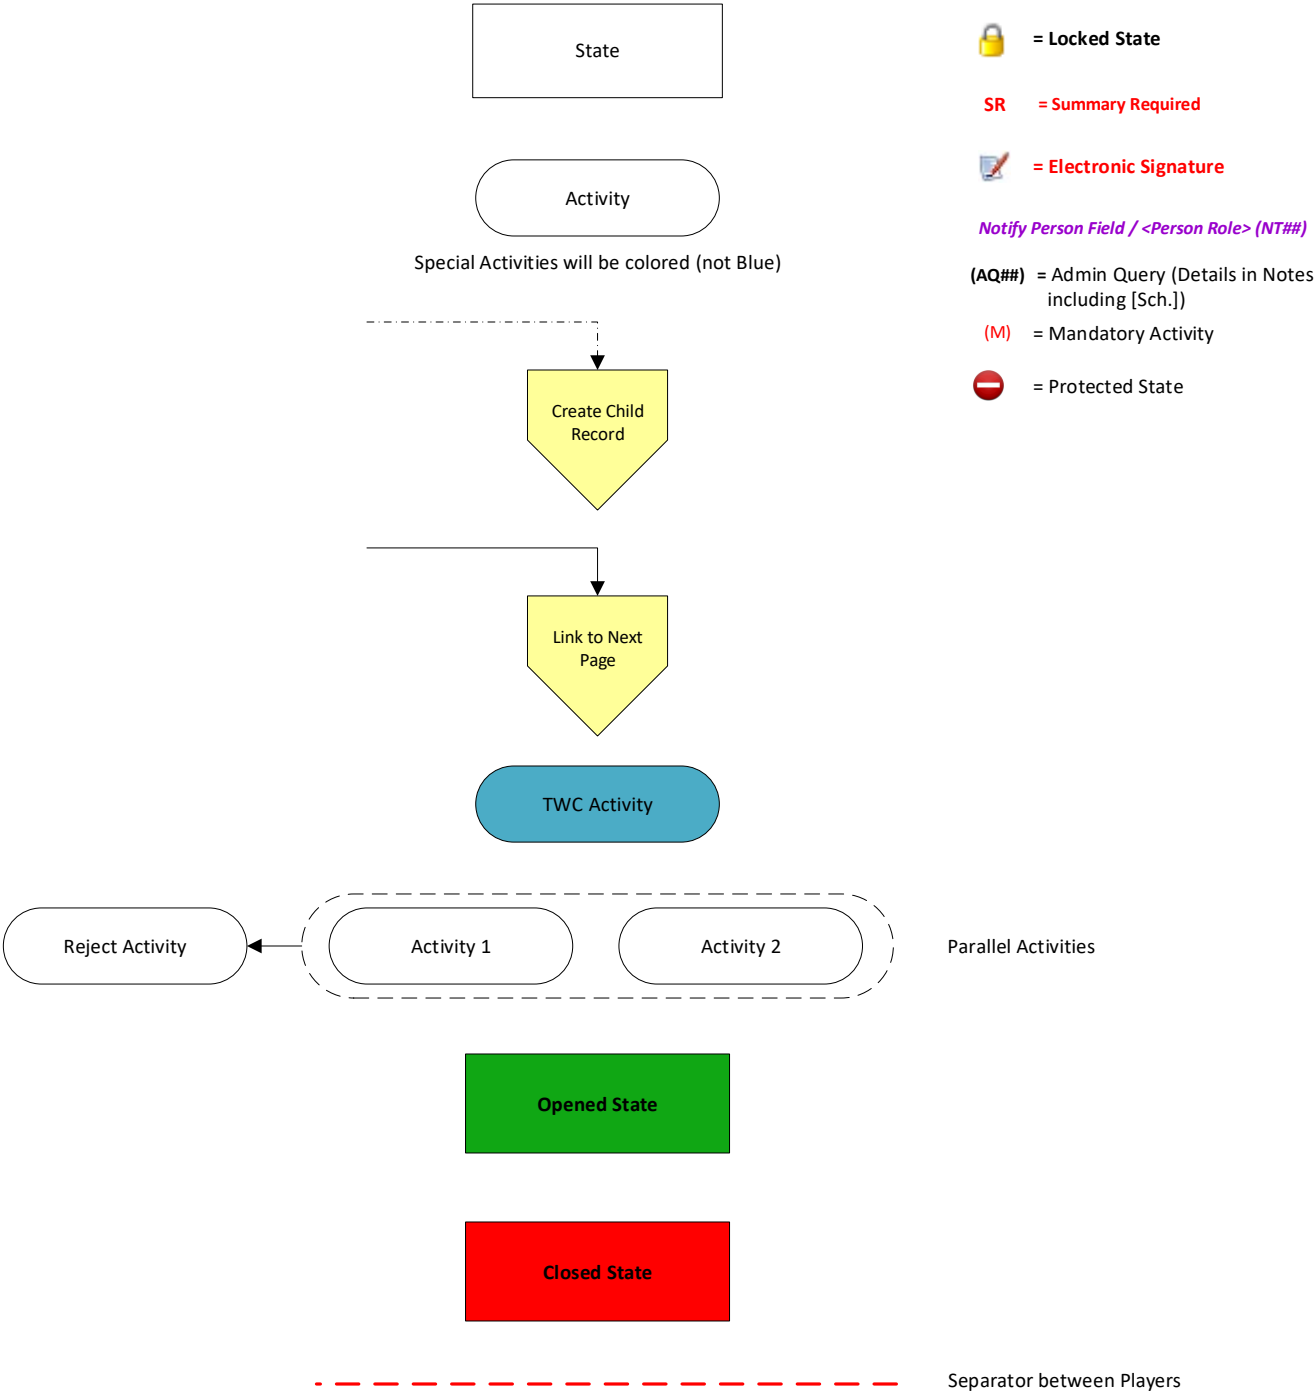 State
= Locked State
SR = Summary Required
= Electronic Signature
Activity
Notify Person Field / <Person Role> (NT##)
Special Activities will be colored (not Blue)
(AQ##) = Admin Query (Details in Notes
including [Sch.])
(M) = Mandatory Activity
= Protected State
Create Child
Record
Link to Next
Page
TWC Activity
Reject Activity
Activity 1
Activity 2
Parallel Activities
Opened State
Closed State
Separator between Players